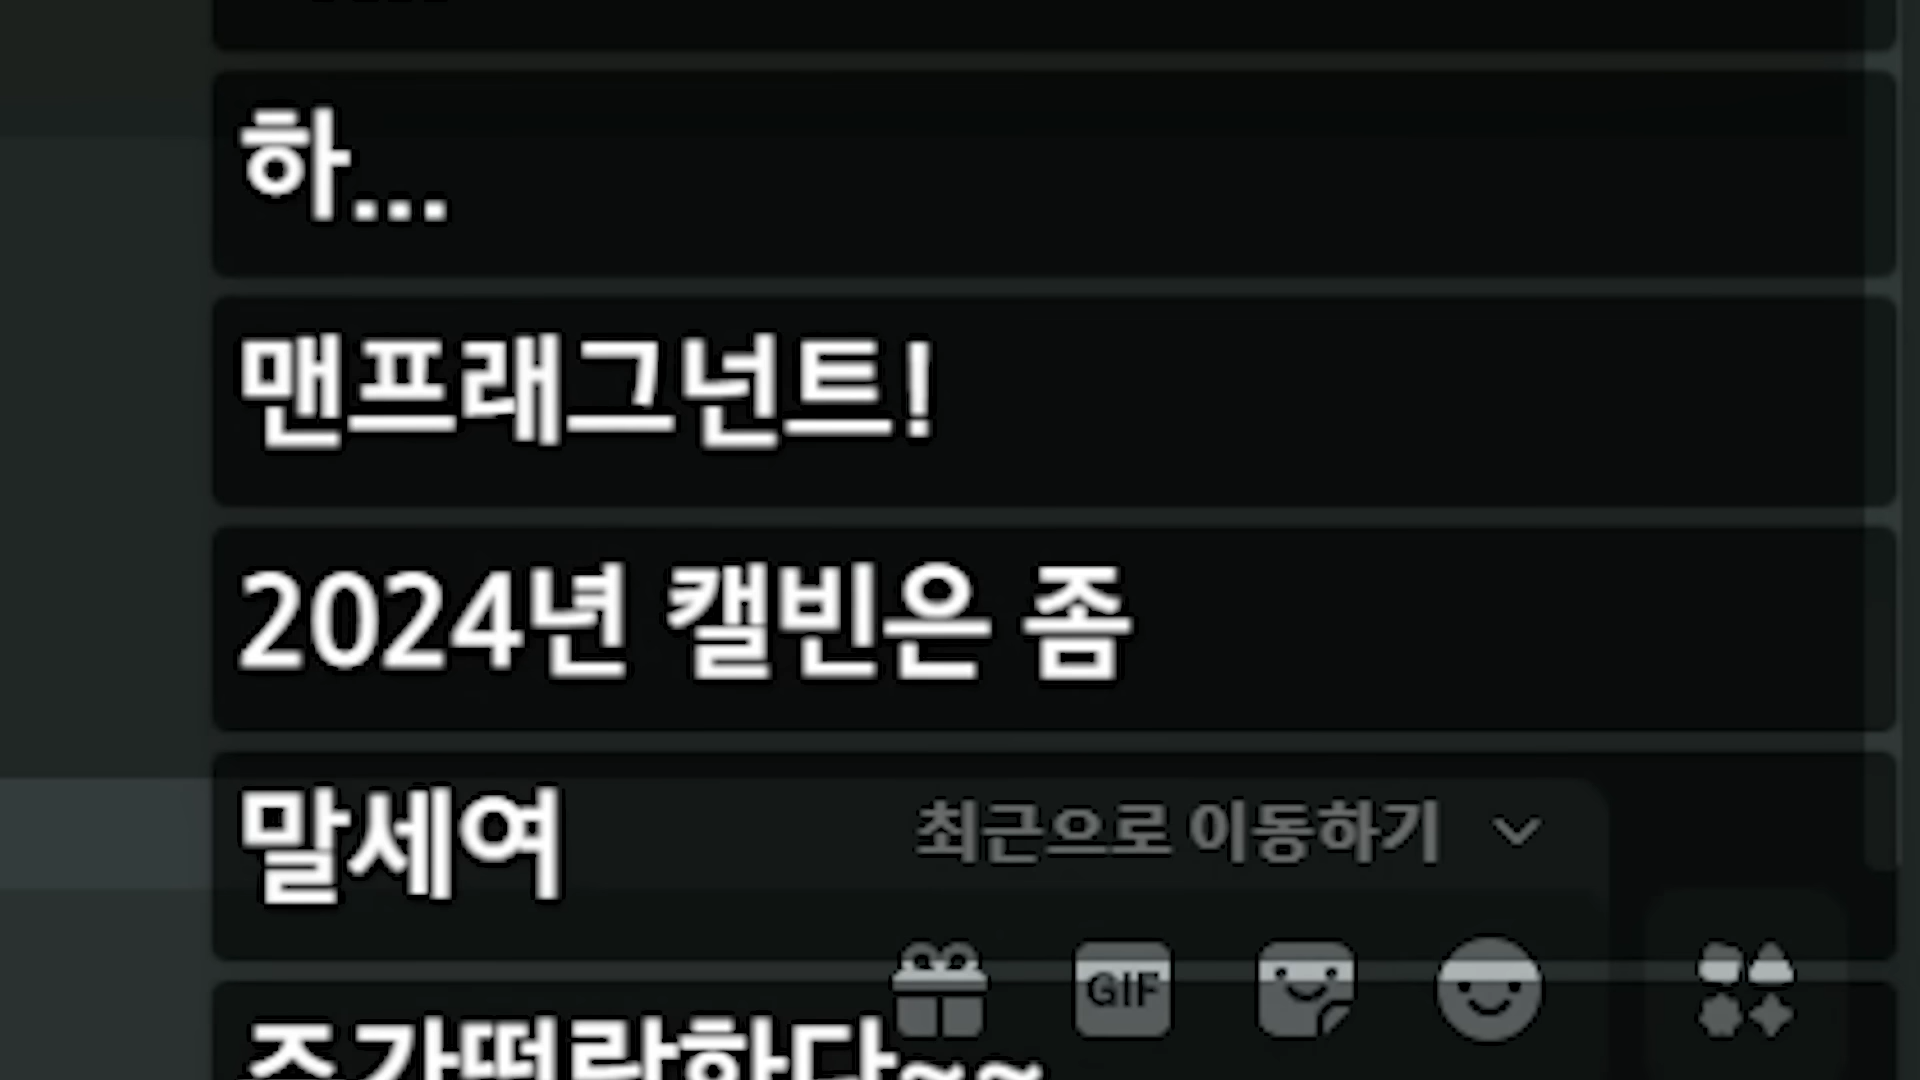 하...
맨프래그넌트!
2024년 캘빈은 좀
말세여
최근으로 이동하기
GIF